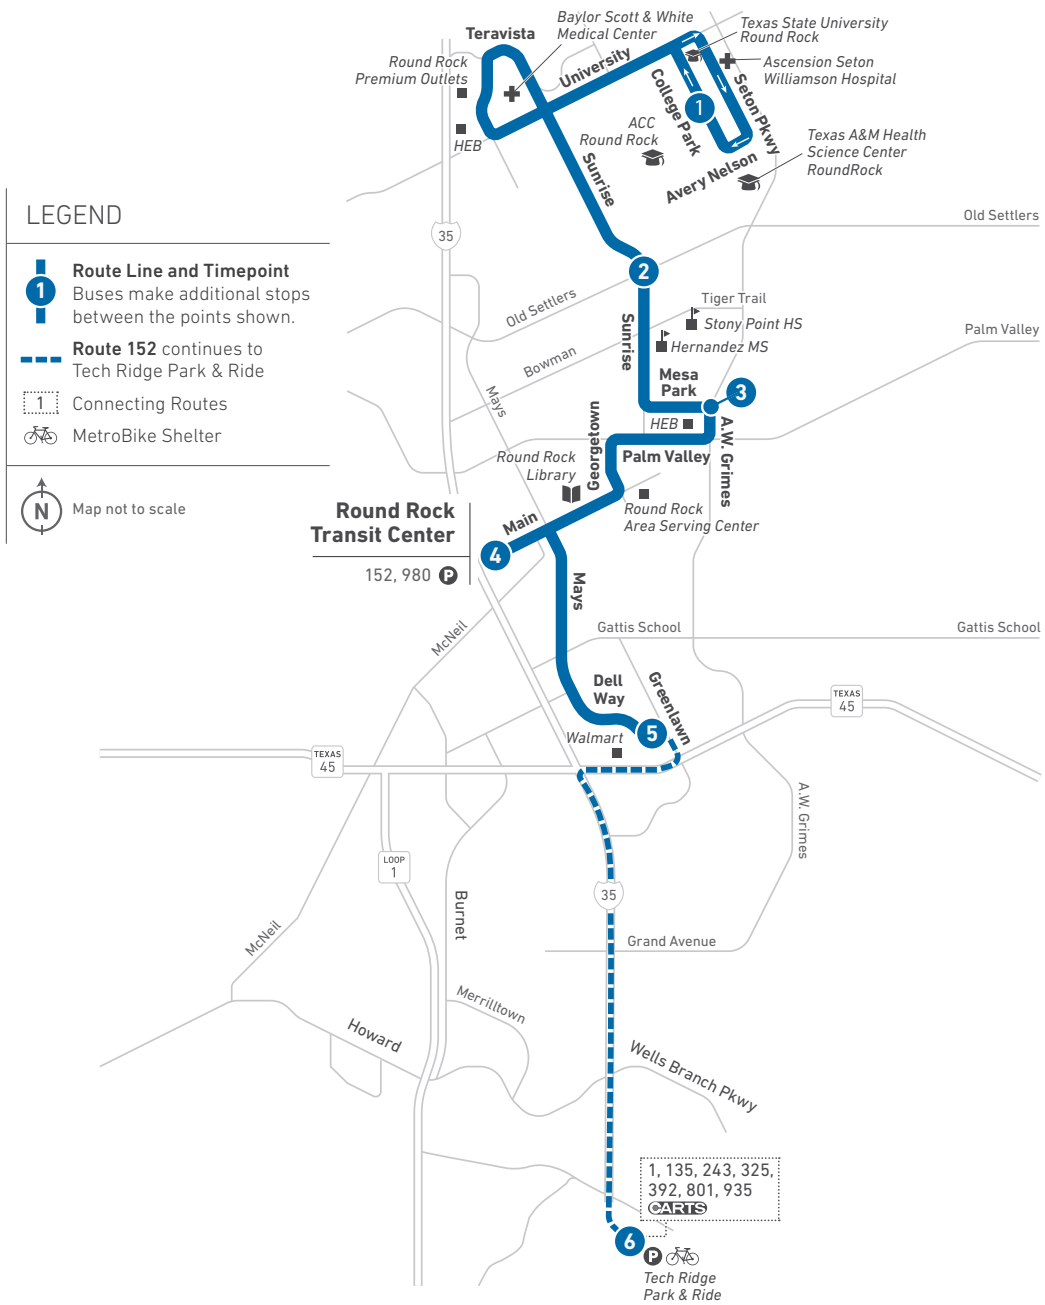 Baylor Scott & White
Medical Center
Teravista
Texas State University
Round Rock
Round Rock
Premium Outlets
University
Ascension Seton
Williamson Hospital
College Park
1
Seton Pkwy
HEB
ACC
Round Rock
Texas A&M Health
Science Center
RoundRock
Sunrise
Avery Nelson
LEGEND
1
Route Line and Timepoint
Buses make additional stops
between the points shown.
Route 152 continues to
Tech Ridge Park & Ride
1
Connecting Routes
MetroBike Shelter
N
Map not to scale
35
Old Settlers
2
Old Settlers
Tiger Trail
Stony Point HS
Sunrise
Hernandez MS
Palm Valley
Bowman
Mesa
Park
3
Mays
HEB
A.W. Grimes
Georgetown
Palm Valley
Round Rock
Library
Round Rock
Area Serving Center
Round Rock
Transit Center
Main
4
152, 980 P
Mays
McNeil
Gattis School
Gattis School
Dell
Way
Greenlawn
TEXAS
45
5
Walmart
TEXAS
45
A.W. Grimes
LOOP
1
35
Burnet
McNeil
Grand Avenue
Merrilltown
Howard
Wells Branch Pkwy
1, 135, 243, 325,
392, 801, 935
CARTS
6
P
Tech Ridge
Park & Ride